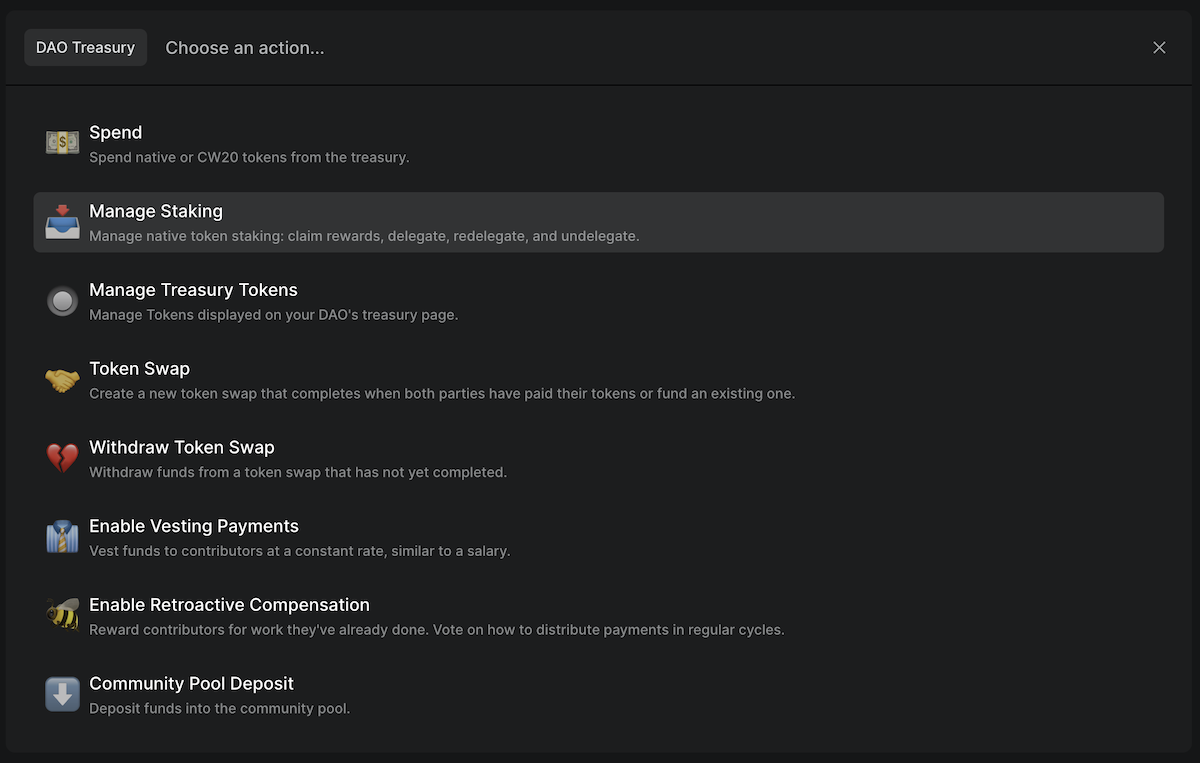 DAO Treasury Choose an action...
Spend
Spend native or CW20 tokens from the treasury.
Manage Staking
Manage native token staking: claim rewards, delegate, redelegate, and undelegate.
Manage Treasury Tokens
Manage Tokens displayed on your DAO's treasury page.
Token Swap
Create a new token swap that completes when both parties have paid their tokens or fund an existing one.
Withdraw Token Swap
Withdraw funds from a token swap that has not yet completed.
Enable Vesting Payments
Vest funds to contributors at a constant rate, similar to a salary.
Enable Retroactive Compensation
Reward contributors for work they've already done. Vote on how to distribute payments in regular cycles.
Community Pool Deposit
Deposit funds into the community pool.